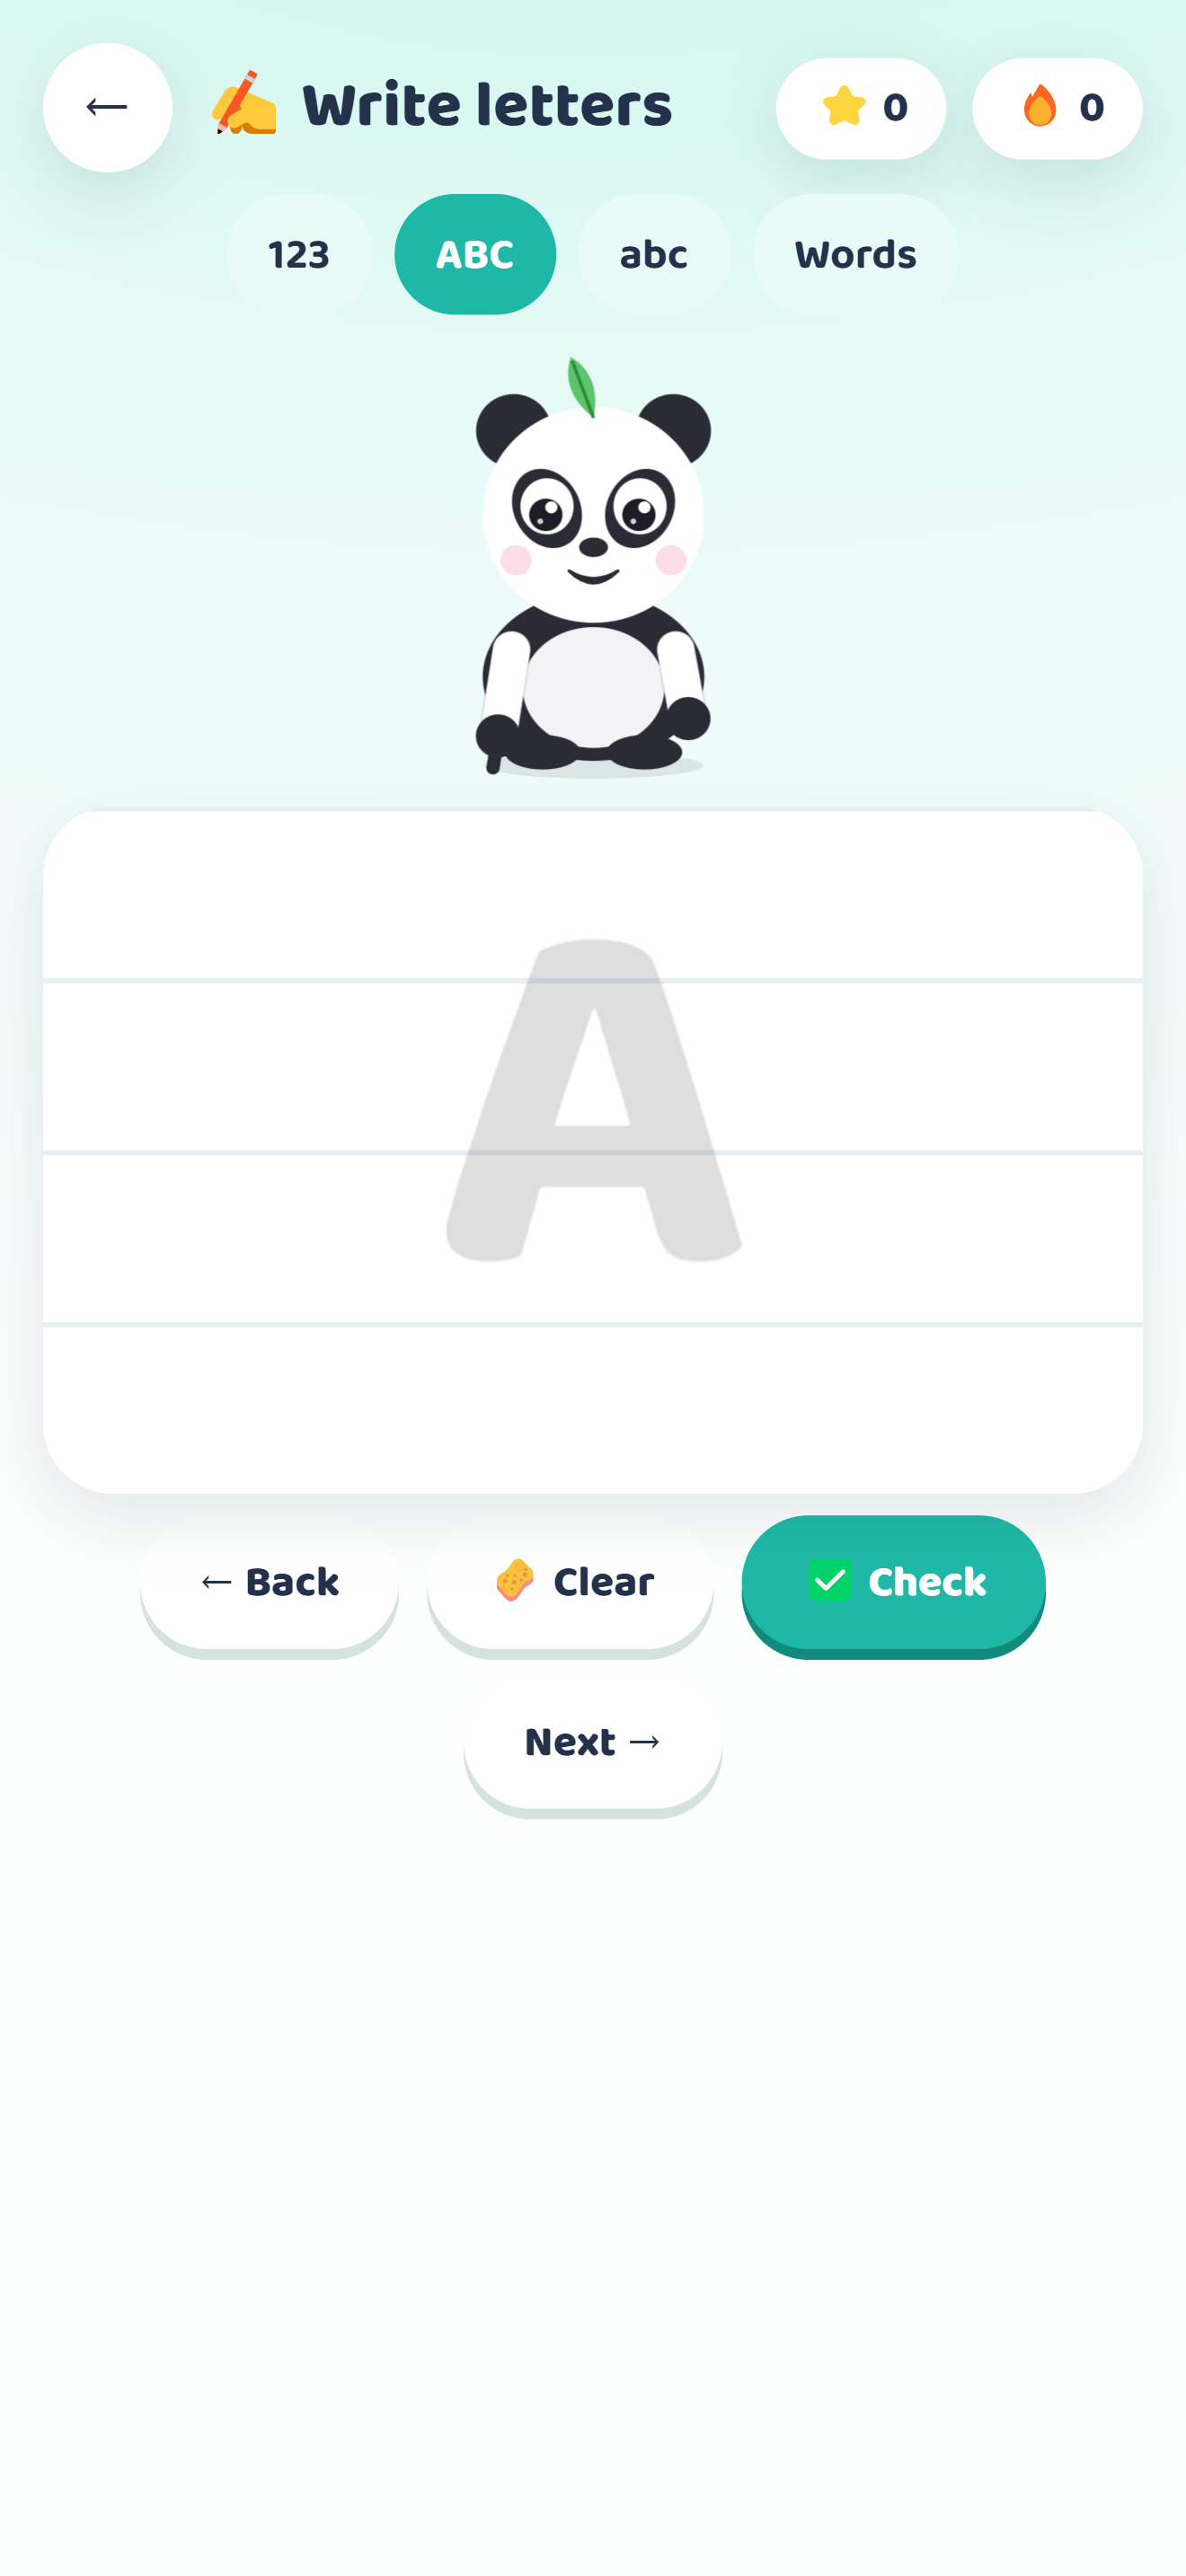 ← ✍️ Write letters ⭐ 0 🔥 0
123 ABC abc Words
A
← Back 🧽 Clear ✅ Check
Next →